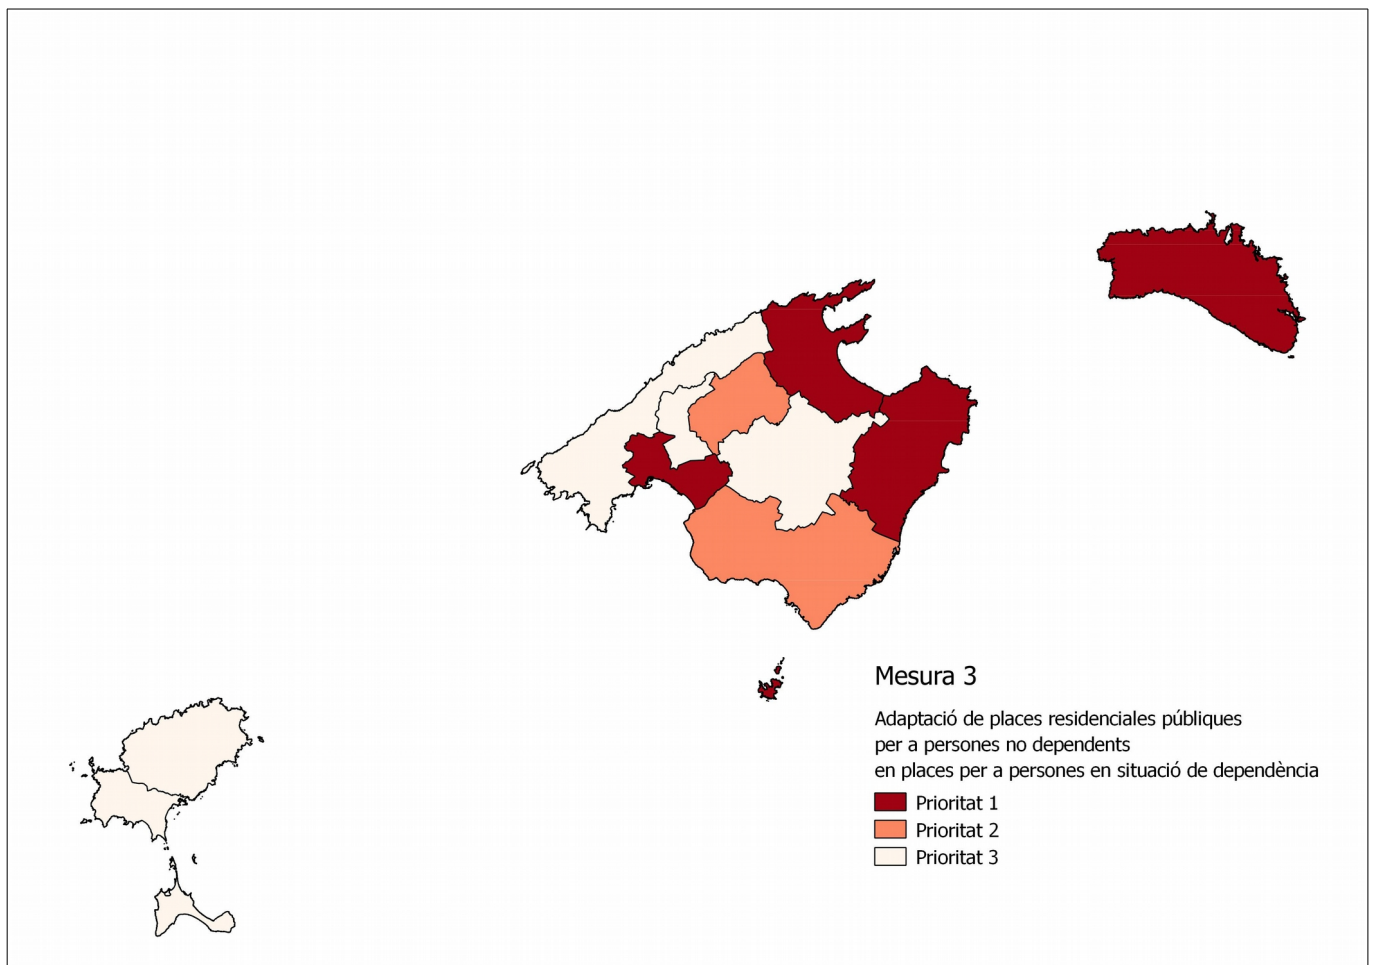 Mesura 3
Adaptació de places residenciales públiques
per a persones no dependents
en places per a persones en situació de dependència
Prioritat 1
Prioritat 2
Prioritat 3